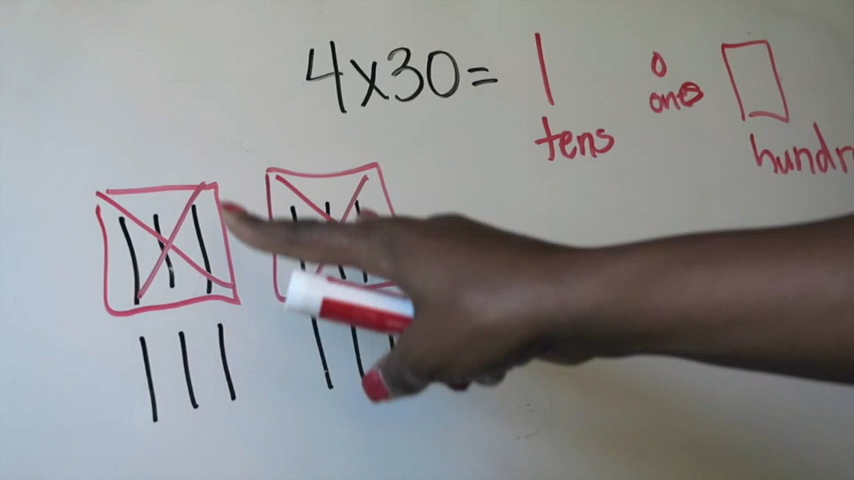 4x30=
tens
0
ones
hundr